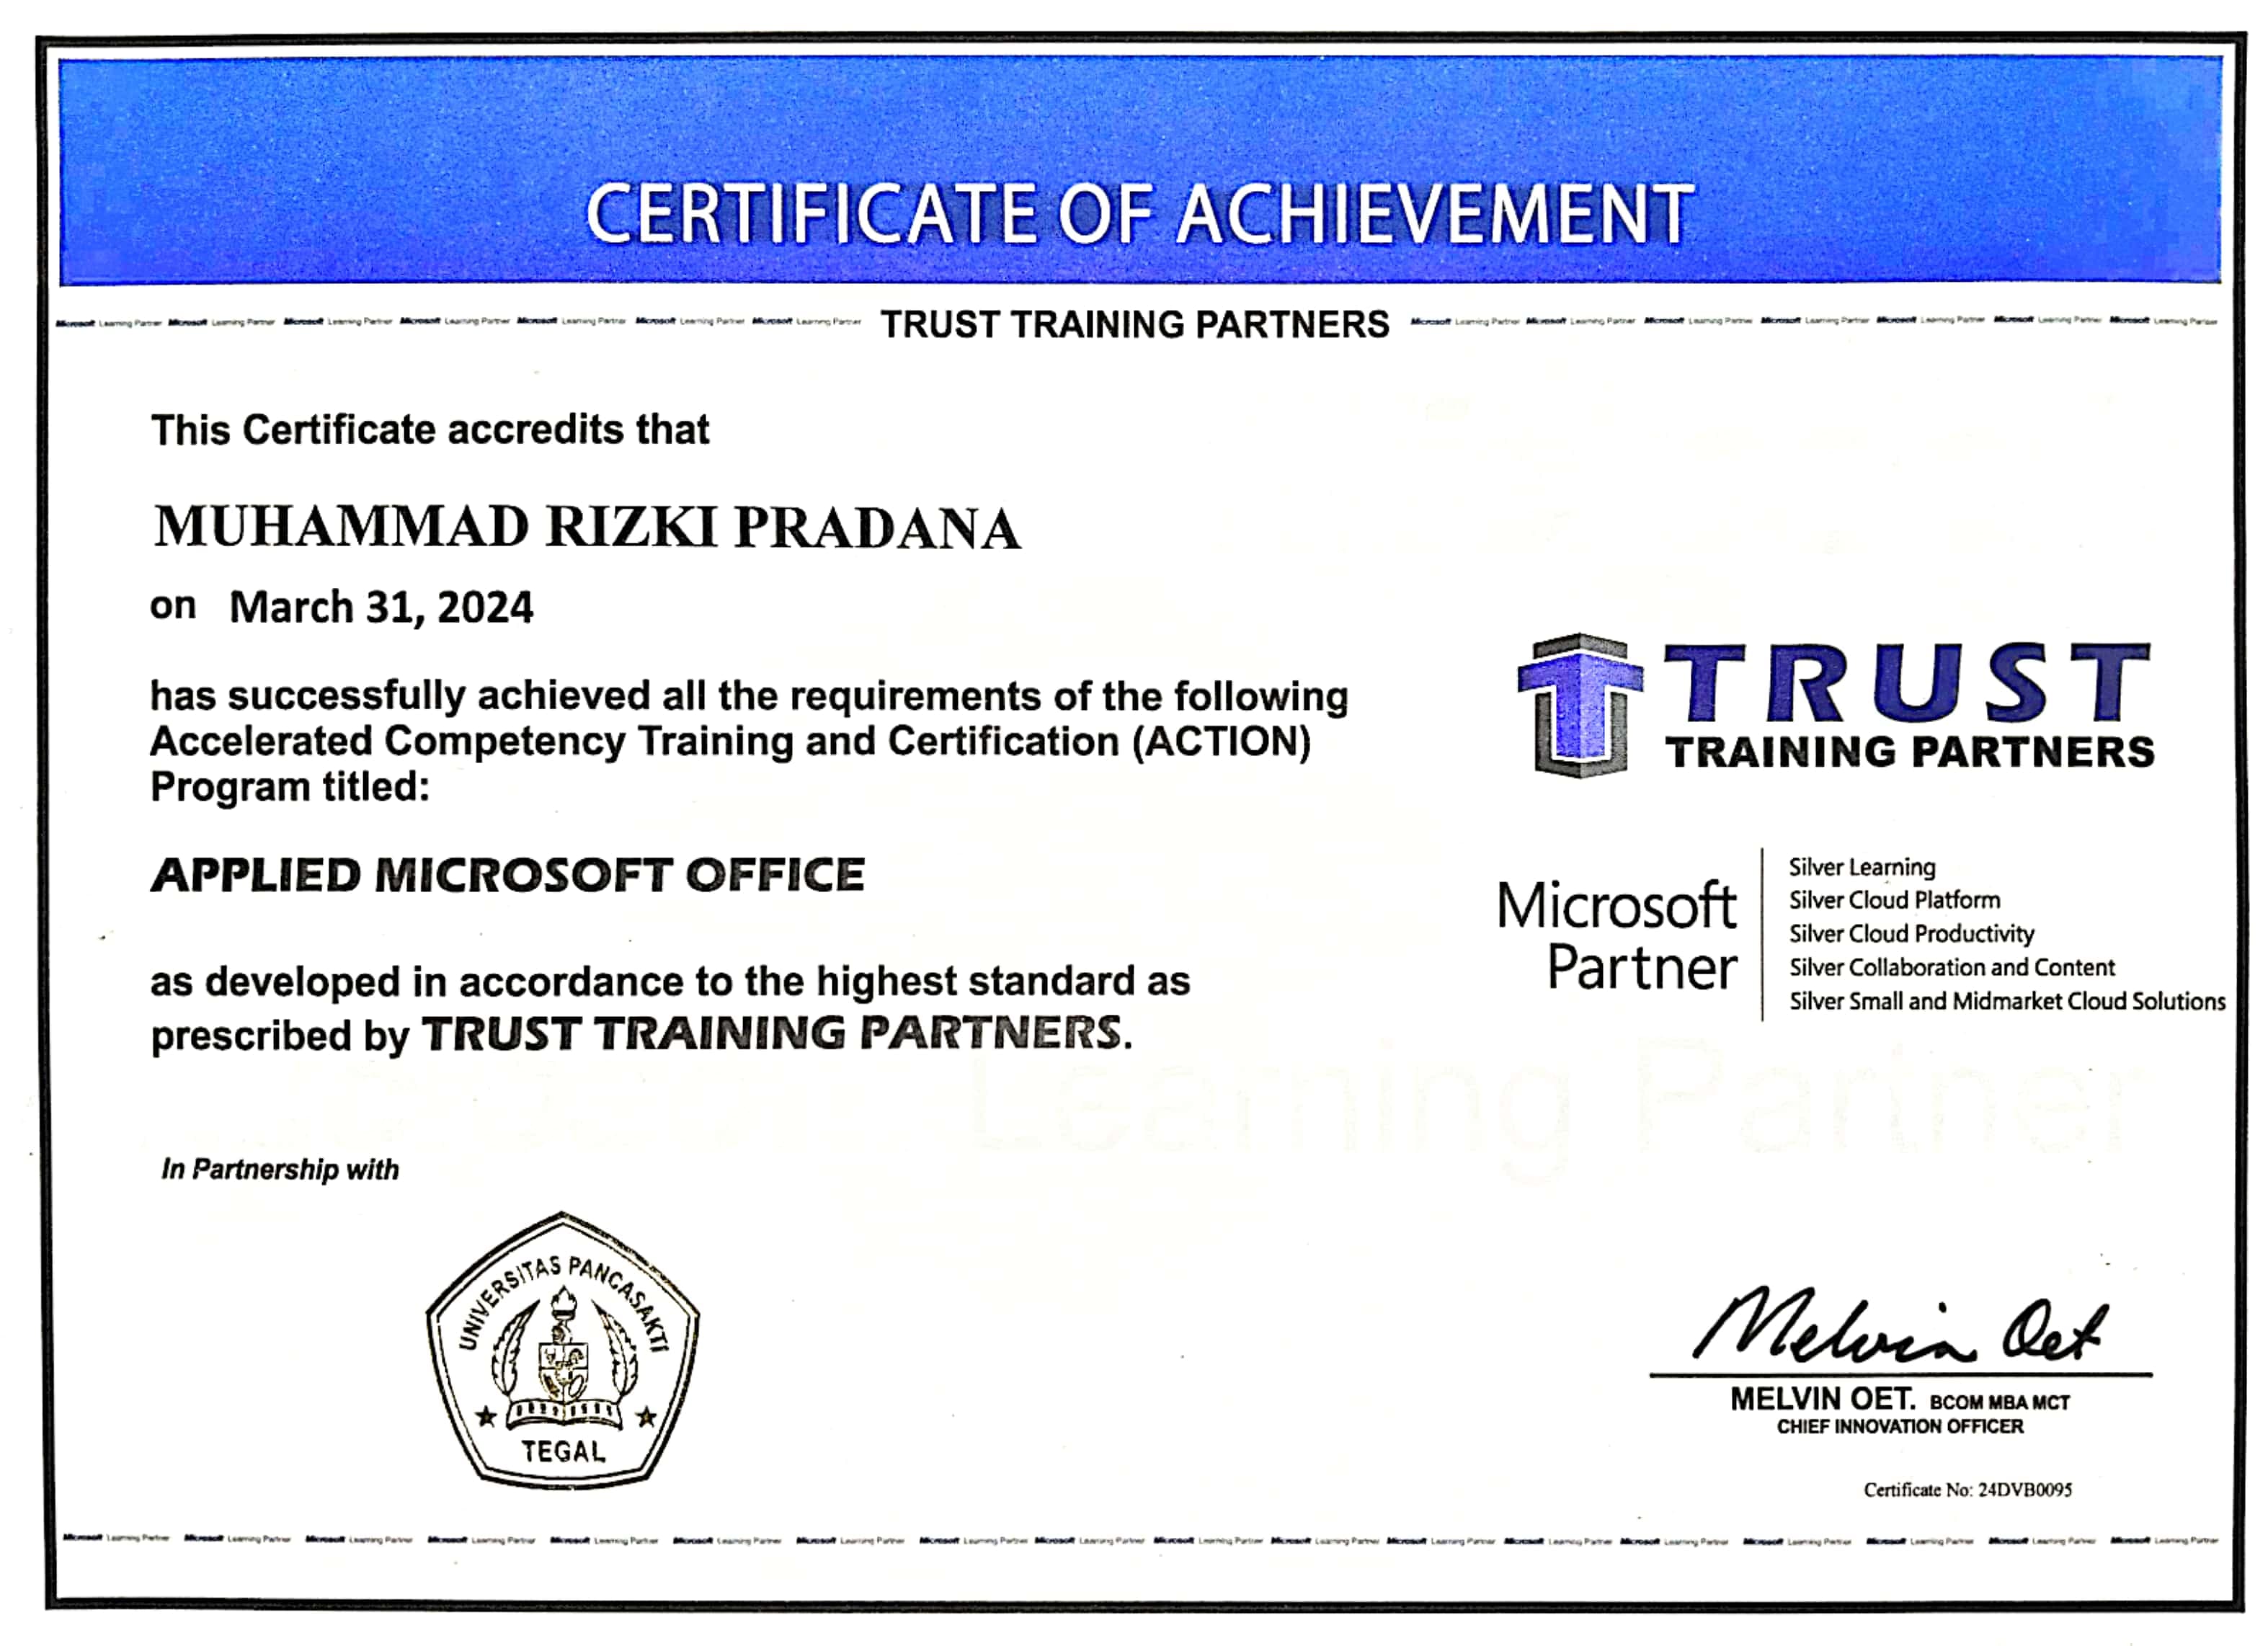 CERTIFICATE OF ACHIEVEMENT
Microsoft Learning Partner Microsoft Learning Partner Microsoft Learning Partner Microsoft Learning Partner Microsoft Learning Partner Microsoft Learning Partner Microsoft Learning Partner TRUST TRAINING PARTNERS Microsoft Learning Partner Microsoft Learning Partner Microsoft Learning Partner Microsoft Learning Partner Microsoft Learning Partner Microsoft Learning Partner Microsoft Learning Partner
This Certificate accredits that
MUHAMMAD RIZKI PRADANA
on March 31, 2024
has successfully achieved all the requirements of the following
Accelerated Competency Training and Certification (ACTION)
Program titled:
APPLIED MICROSOFT OFFICE
as developed in accordance to the highest standard as
prescribed by TRUST TRAINING PARTNERS.
TRUST
TRAINING PARTNERS
Microsoft
Partner
Silver Learning
Silver Cloud Platform
Silver Cloud Productivity
Silver Collaboration and Content
Silver Small and Midmarket Cloud Solutions
Learning Partner
In Partnership with
UNIVERSITAS PANCASAKTI
TEGAL
Melvin Oet
MELVIN OET. BCOM MBA MCT
CHIEF INNOVATION OFFICER
Certificate No: 24DVB0095
Microsoft Learning Partner Microsoft Learning Partner Microsoft Learning Partner Microsoft Learning Partner Microsoft Learning Partner Microsoft Learning Partner Microsoft Learning Partner Microsoft Learning Partner Microsoft Learning Partner Microsoft Learning Partner Microsoft Learning Partner Microsoft Learning Partner Microsoft Learning Partner Microsoft Learning Partner Microsoft Learning Partner Microsoft Learning Partner Microsoft Learning Partner Microsoft Learning Partner